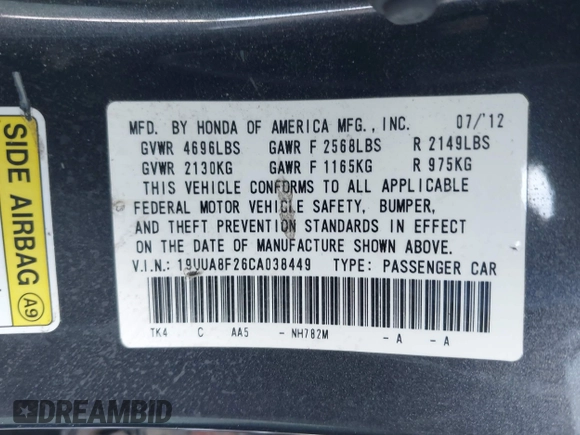 SIDE AIRBAG A9
MFD. BY HONDA OF AMERICA MFG., INC. 07/'12
GVWR 4696LBS GAWR F 2568LBS R 2149LBS
GVWR 2130KG GAWR F 1165KG R 975KG
THIS VEHICLE CONFORMS TO ALL APPLICABLE
FEDERAL MOTOR VEHICLE SAFETY, BUMPER,
AND THEFT PREVENTION STANDARDS IN EFFECT
ON THE DATE OF MANUFACTURE SHOWN ABOVE.
V.I.N.: 19UUA8F26CA038449 TYPE: PASSENGER CAR
TK4 C AA5 - NH782M - A - A
DREAMBID